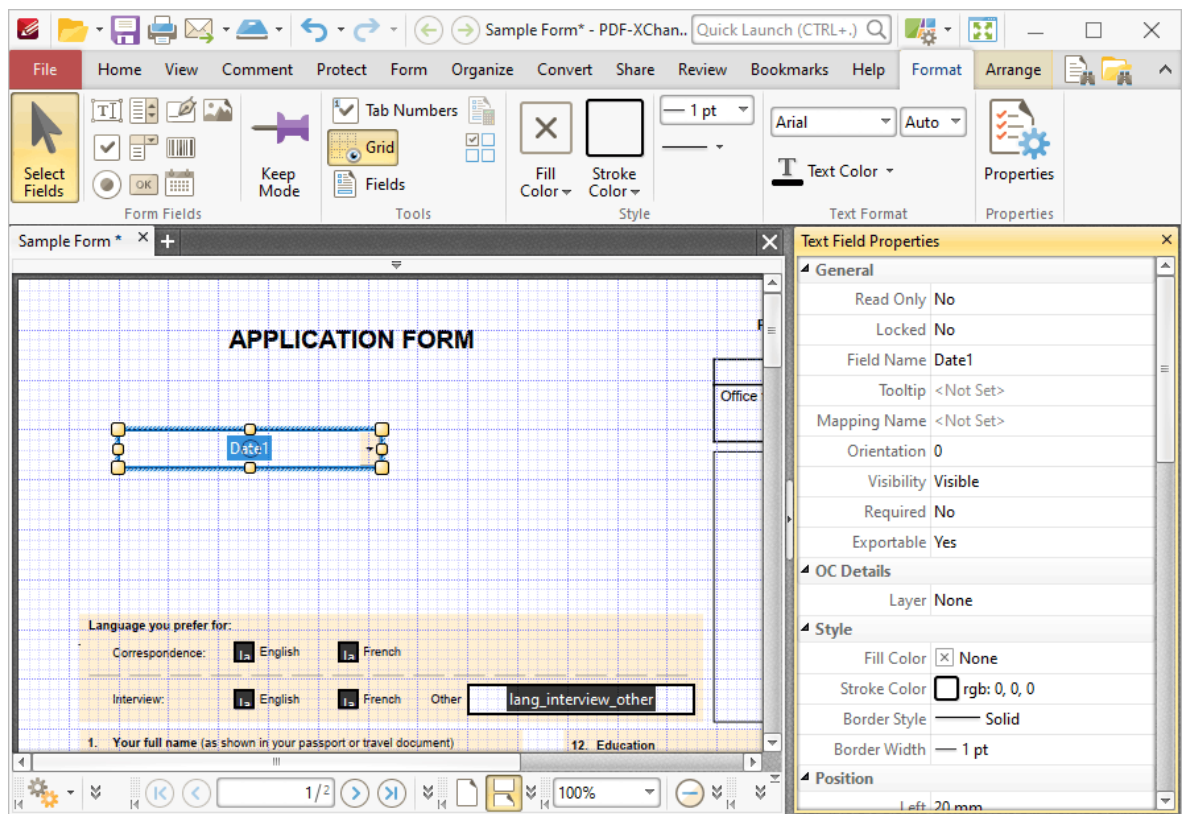 Sample Form* - PDF-XChan.. Quick Launch (CTRL+.)
File Home View Comment Protect Form Organize Convert Share Review Bookmarks Help Format Arrange
Select Fields
OK
Keep Mode
Form Fields
Tab Numbers
Grid
Fields
Tools
Fill Color
Stroke Color
1 pt
Style
Arial Auto
T Text Color
Text Format
Properties
Properties
Sample Form *
APPLICATION FORM
Office
Date1
Language you prefer for:
Correspondence: la English la French
Interview: la English la French Other lang_interview_other
1. Your full name (as shown in your passport or travel document) 12. Education
1/2 100%
Text Field Properties
General
Read Only No
Locked No
Field Name Date1
Tooltip <Not Set>
Mapping Name <Not Set>
Orientation 0
Visibility Visible
Required No
Exportable Yes
OC Details
Layer None
Style
Fill Color None
Stroke Color rgb: 0, 0, 0
Border Style Solid
Border Width 1 pt
Position
Left 20 mm